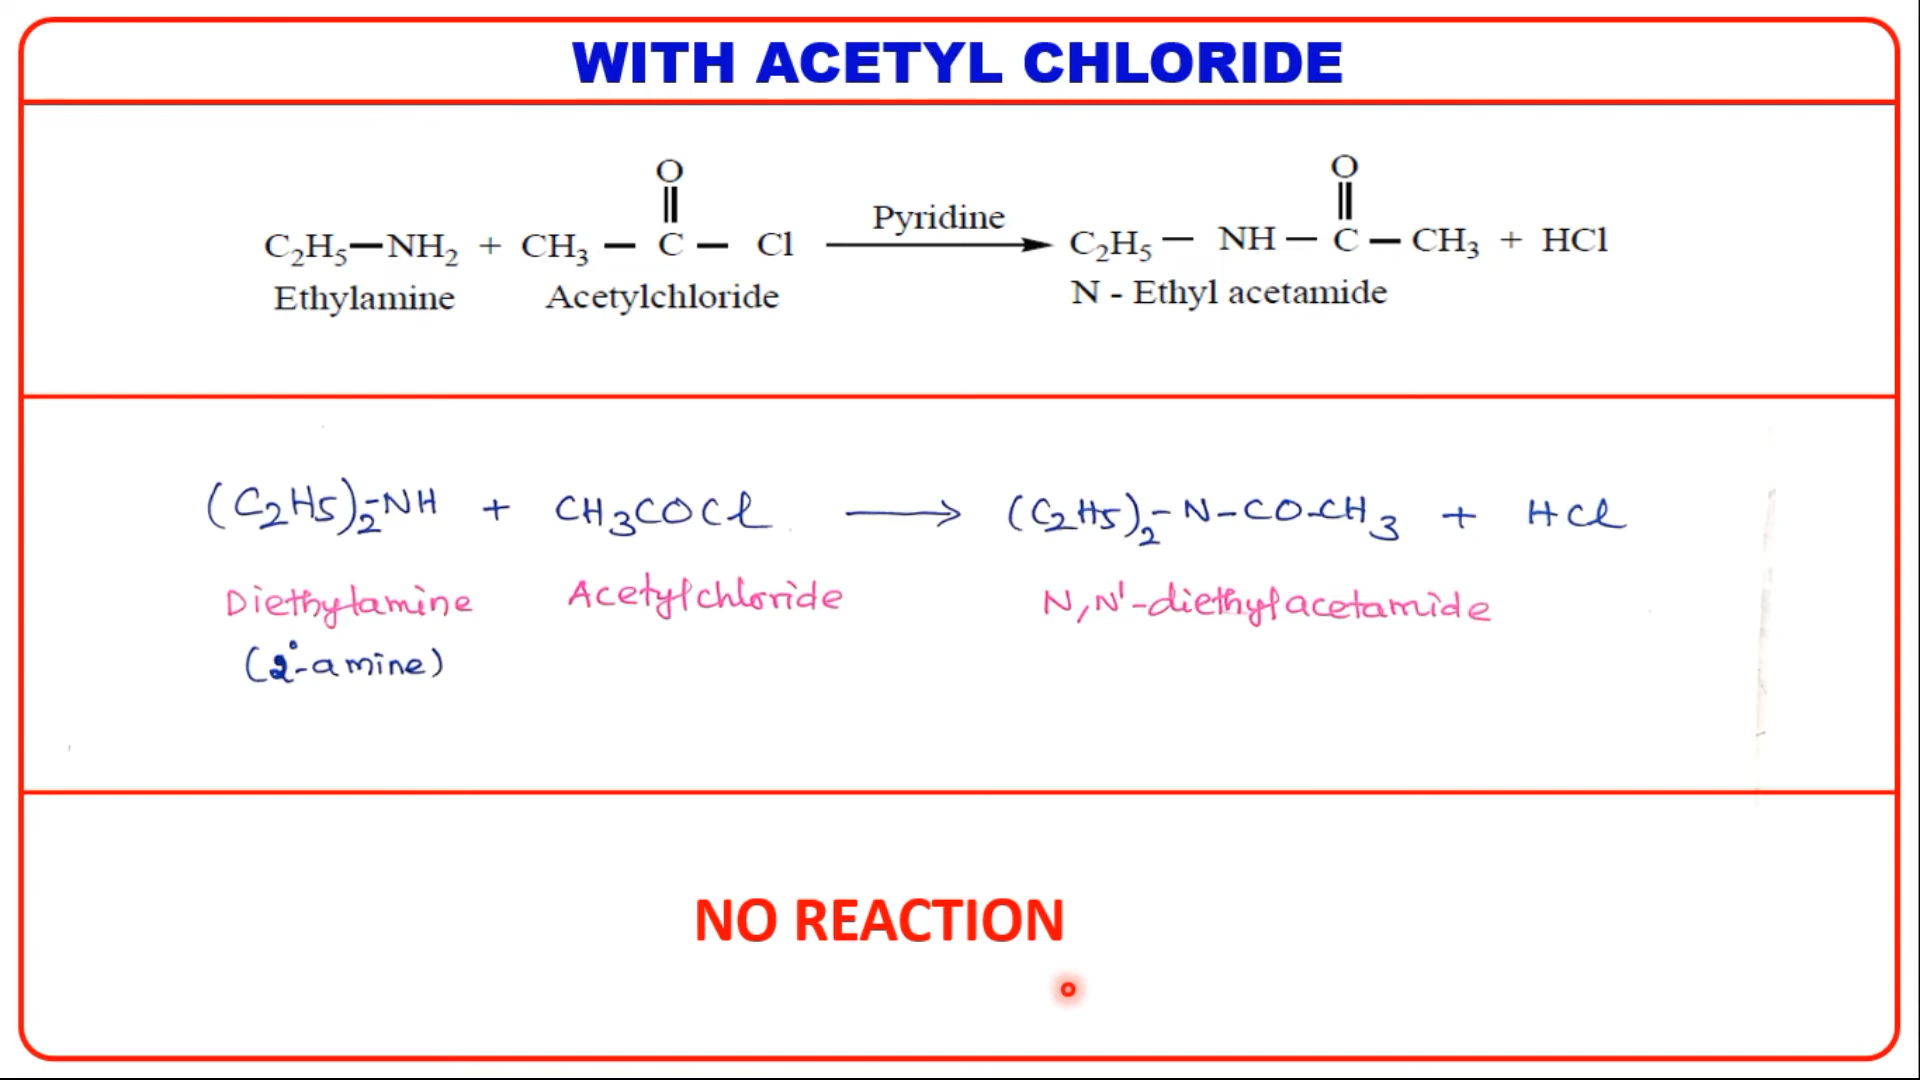 WITH ACETYL CHLORIDE
O O
‖ ‖
C₂H₅—NH₂ + CH₃ — C — Cl Pyridine C₂H₅ — NH — C — CH₃ + HCl
Ethylamine Acetylchloride N - Ethyl acetamide
(C₂H₅)₂-NH + CH₃COCl ⟶ (C₂H₅)₂-N-CO-CH₃ + HCl
Diethylamine Acetylchloride N,N'-diethylacetamide
(2°-amine)
NO REACTION